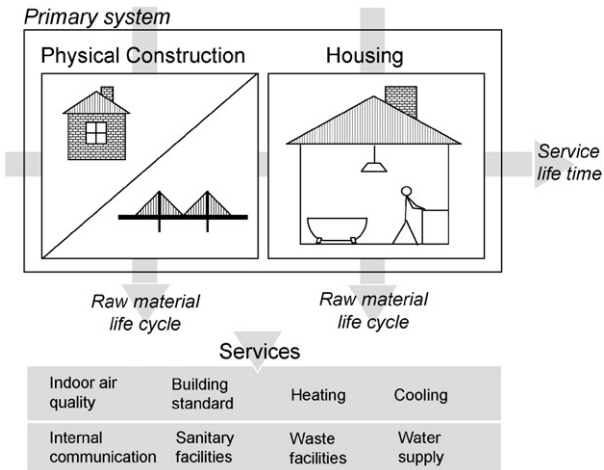 Primary system
Physical Construction
Housing
Service
life time
Raw material
life cycle
Raw material
life cycle
Services
Indoor air
quality
Building
standard
Heating
Cooling
Internal
communication
Sanitary
facilities
Waste
facilities
Water
supply